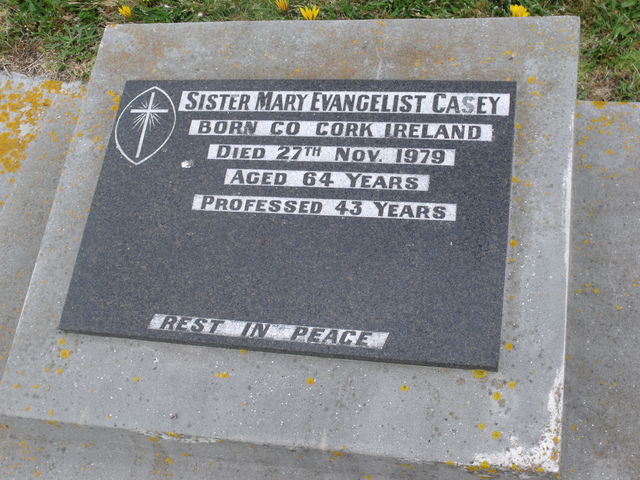 SISTER MARY EVANGELIST CASEY
BORN CO CORK IRELAND
DIED 27TH NOV. 1979
AGED 64 YEARS
PROFESSED 43 YEARS
REST IN PEACE